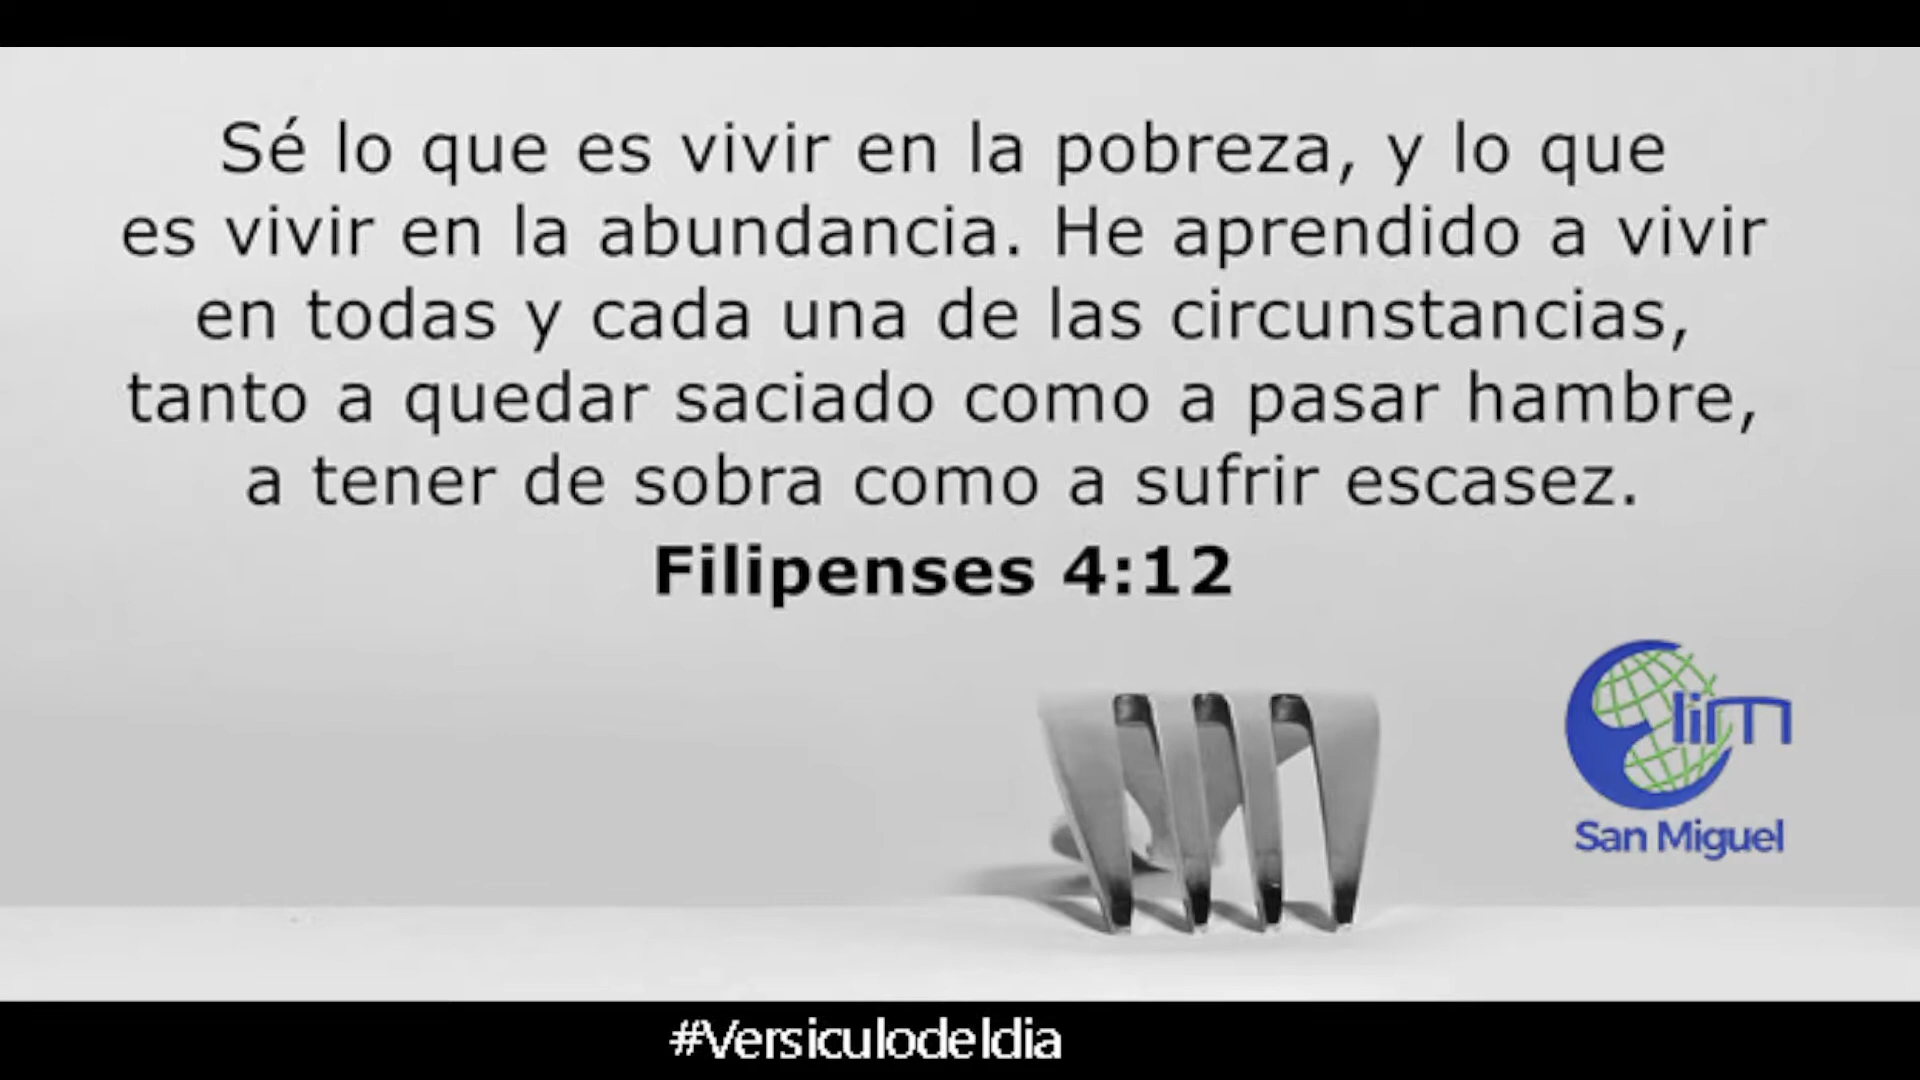 Sé lo que es vivir en la pobreza, y lo que
es vivir en la abundancia. He aprendido a vivir
en todas y cada una de las circunstancias,
tanto a quedar saciado como a pasar hambre,
a tener de sobra como a sufrir escasez.
Filipenses 4:12
Elim
San Miguel
#Versiculodeldia